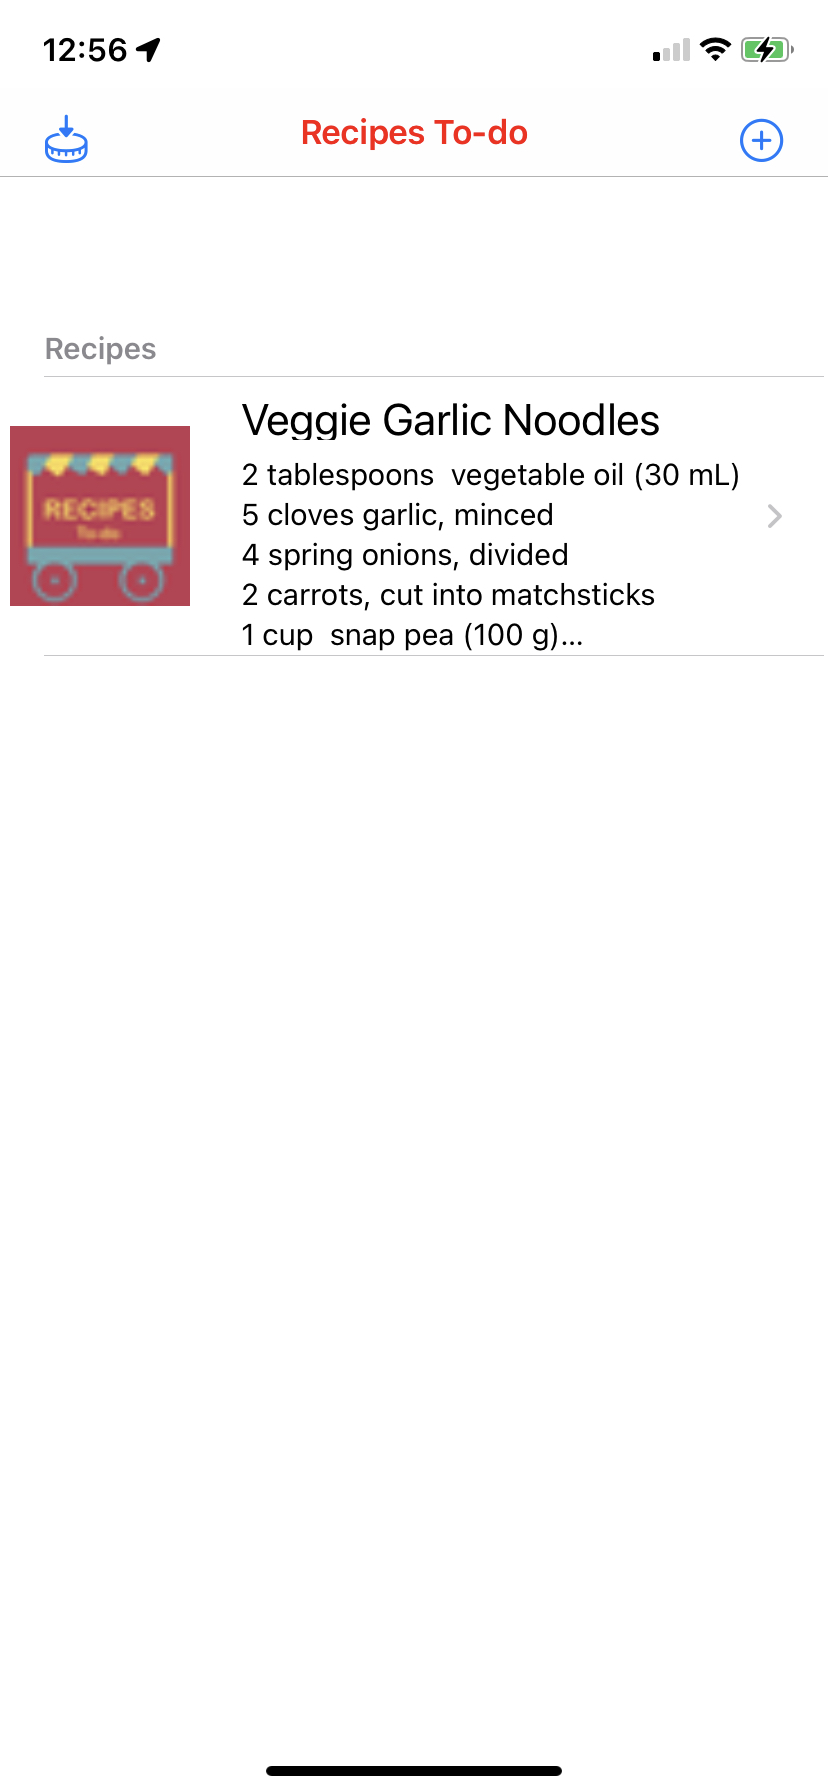 12:56
Recipes To-do
Recipes
RECIPES
To-do
Veggie Garlic Noodles
2 tablespoons  vegetable oil (30 mL)
5 cloves garlic, minced
4 spring onions, divided
2 carrots, cut into matchsticks
1 cup  snap pea (100 g)...